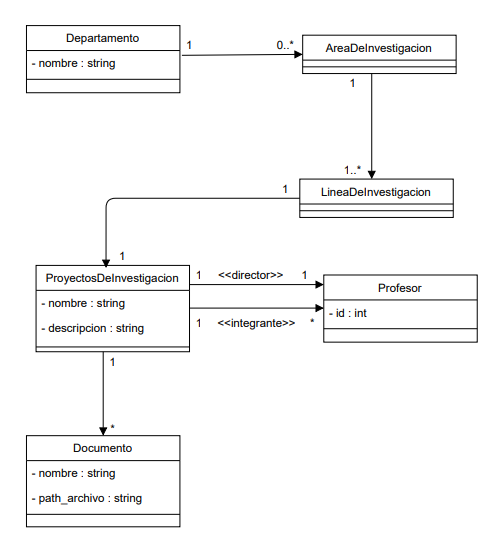 Departamento
- nombre : string
1
0..*
AreaDeInvestigacion
1
1..*
LineaDeInvestigacion
1
1
ProyectosDeInvestigacion
- nombre : string
- descripcion : string
1
<<director>>
1
1
<<integrante>>
*
Profesor
- id : int
1
*
Documento
- nombre : string
- path_archivo : string